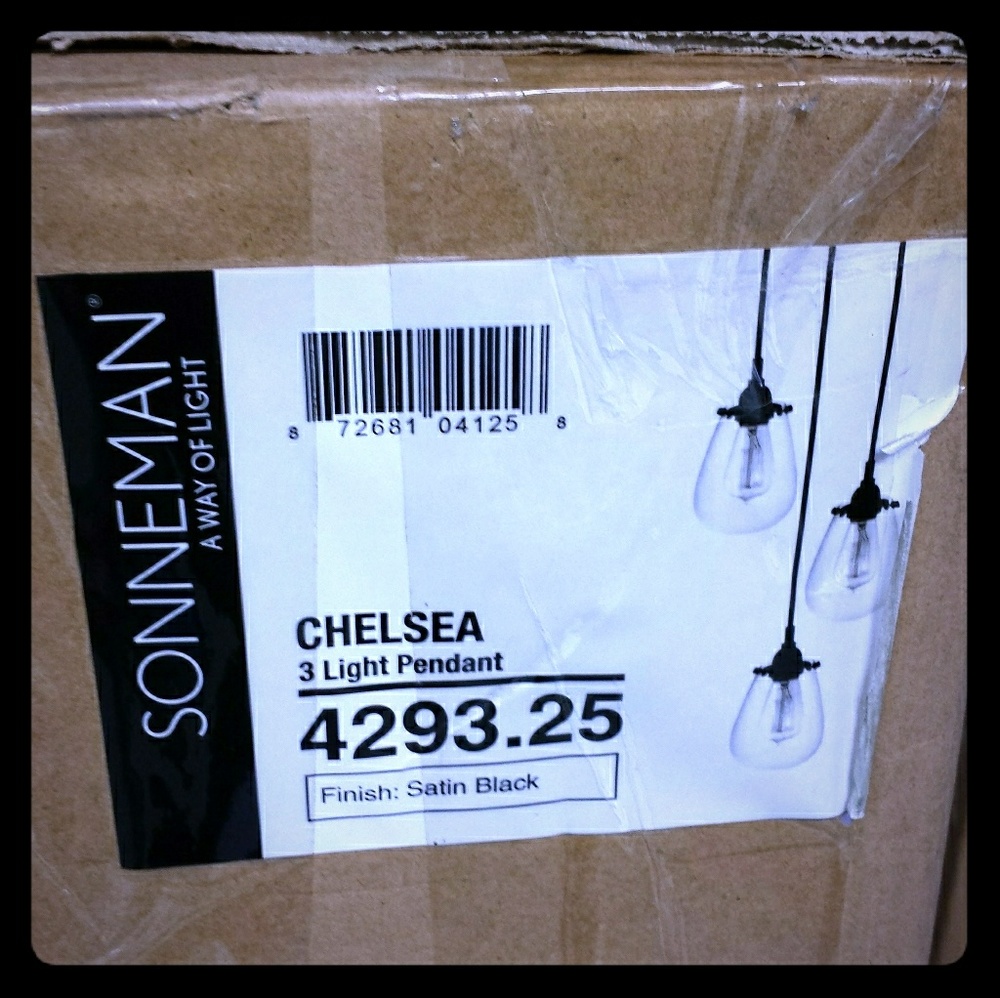 SONNEMAN®
A WAY OF LIGHT
8 72681 04125 8
CHELSEA
3 Light Pendant
4293.25
Finish: Satin Black